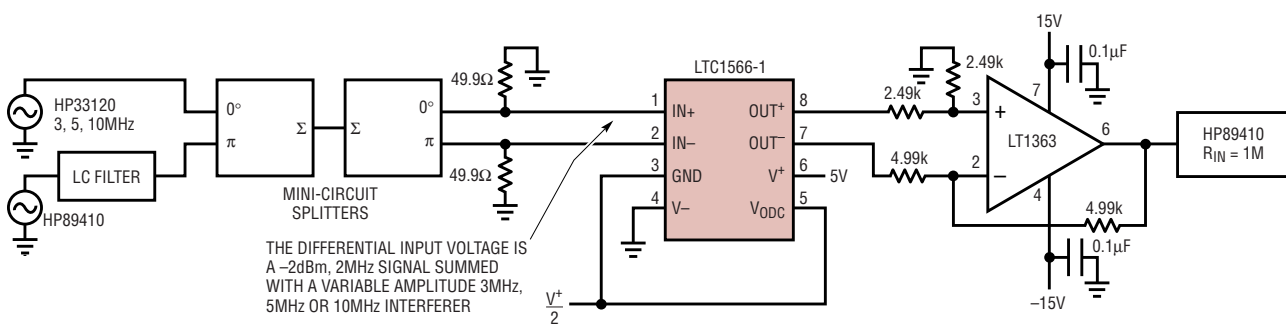 HP33120
3, 5, 10MHz
HP89410
LC FILTER
0°
π
Σ
Σ
0°
π
MINI-CIRCUIT
SPLITTERS
49.9Ω
49.9Ω
THE DIFFERENTIAL INPUT VOLTAGE IS
A –2dBm, 2MHz SIGNAL SUMMED
WITH A VARIABLE AMPLITUDE 3MHz,
5MHz OR 10MHz INTERFERER
LTC1566-1
1
IN+
2
IN–
3
GND
4
V–
OUT+
8
OUT–
7
V+
6
5V
VODC
5
V+
2
2.49k
2.49k
4.99k
4.99k
15V
0.1µF
7
3
+
LT1363
6
2
–
4
0.1µF
–15V
HP89410
RIN = 1M